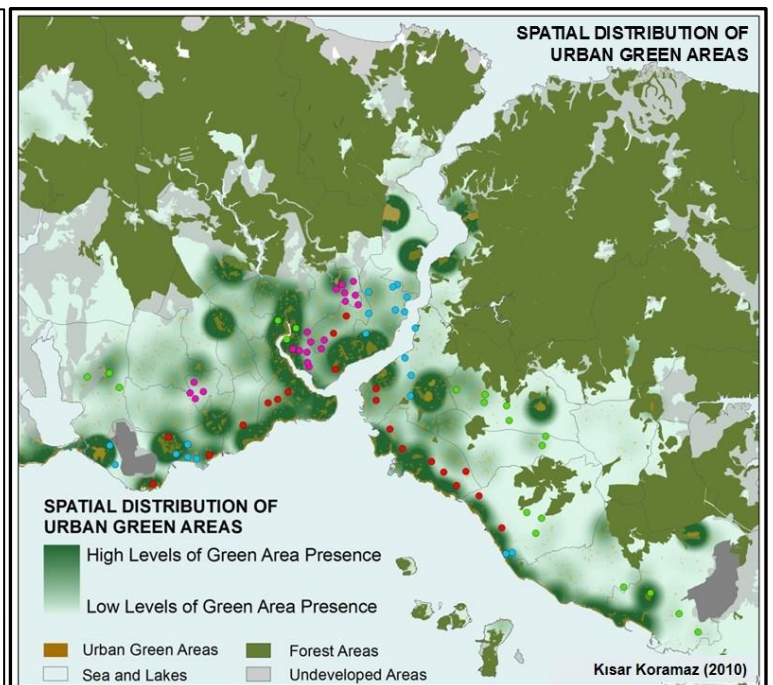 SPATIAL DISTRIBUTION OF
URBAN GREEN AREAS
SPATIAL DISTRIBUTION OF
URBAN GREEN AREAS
High Levels of Green Area Presence
Low Levels of Green Area Presence
Urban Green Areas
Forest Areas
Sea and Lakes
Undeveloped Areas
Kısar Koramaz (2010)